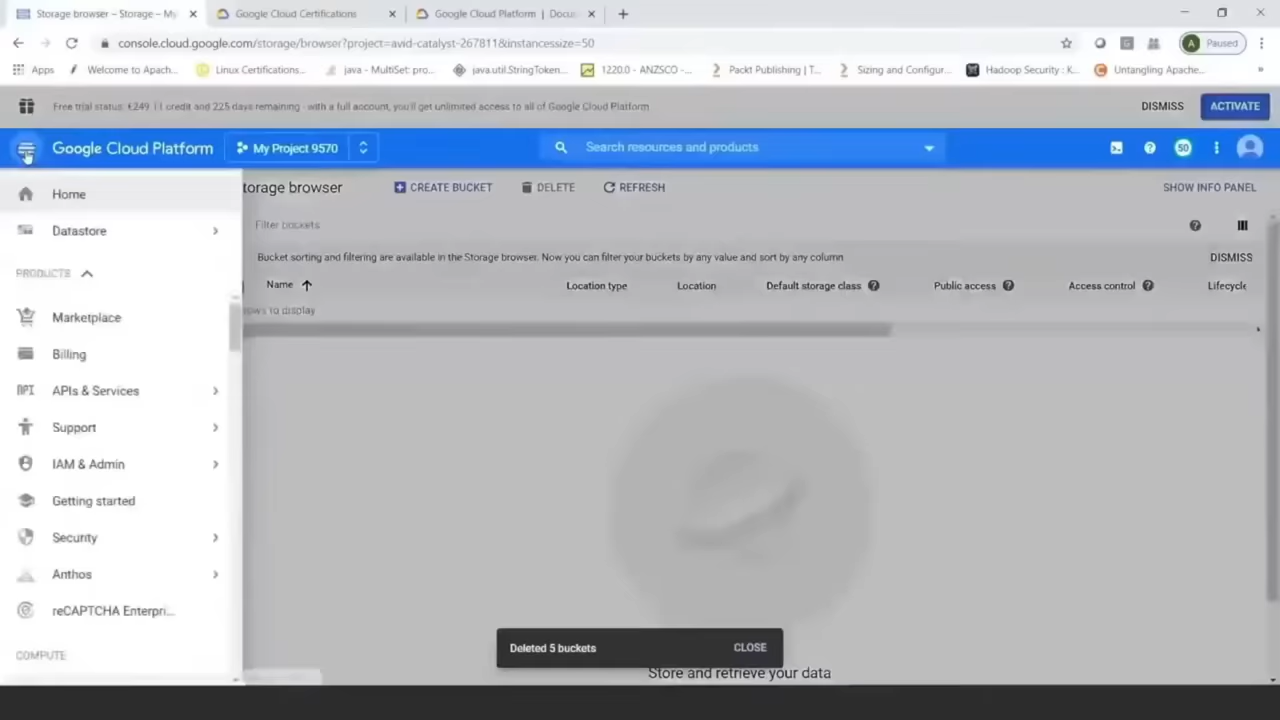 Storage browser – Storage – My
Google Cloud Certifications
Google Cloud Platform | Docu
console.cloud.google.com/storage/browser?project=avid-catalyst-267811&instancessize=50
A Paused
Apps
Welcome to Apach...
Linux Certifications...
java - MultiSet: pro...
java.util.StringToken...
1220.0 - ANZSCO -...
Packt Publishing | T...
Sizing and Configur...
Hadoop Security : K...
Untangling Apache...
»
Free trial status: €249.11 credit and 225 days remaining - with a full account, you'll get unlimited access to all of Google Cloud Platform
DISMISS
ACTIVATE
Google Cloud Platform
My Project 9570
Search resources and products
50
Home
Datastore
PRODUCTS
Marketplace
Billing
API APIs & Services
Support
IAM & Admin
Getting started
Security
Anthos
reCAPTCHA Enterpri...
COMPUTE
torage browser
CREATE BUCKET
DELETE
REFRESH
SHOW INFO PANEL
Filter buckets
Bucket sorting and filtering are available in the Storage browser. Now you can filter your buckets by any value and sort by any column
DISMISS
Name
Location type
Location
Default storage class
Public access
Access control
Lifecycle
ows to display
Deleted 5 buckets
CLOSE
Store and retrieve your data